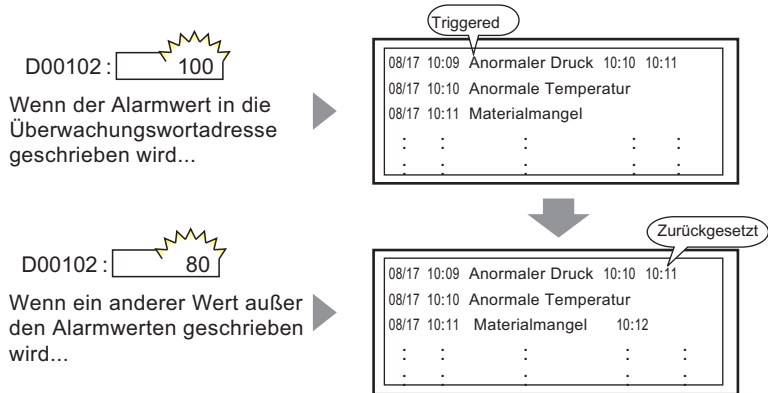 Triggered
D00102 : 100
Wenn der Alarmwert in die
Überwachungswortadresse
geschrieben wird...
08/17 10:09 Anormaler Druck 10:10 10:11
08/17 10:10 Anormale Temperatur
08/17 10:11 Materialmangel
: : : : :
: : : : :
Zurückgesetzt
D00102 : 80
Wenn ein anderer Wert außer
den Alarmwerten geschrieben
wird...
08/17 10:09 Anormaler Druck 10:10 10:11
08/17 10:10 Anormale Temperatur
08/17 10:11 Materialmangel 10:12
: : : : :
: : : : :